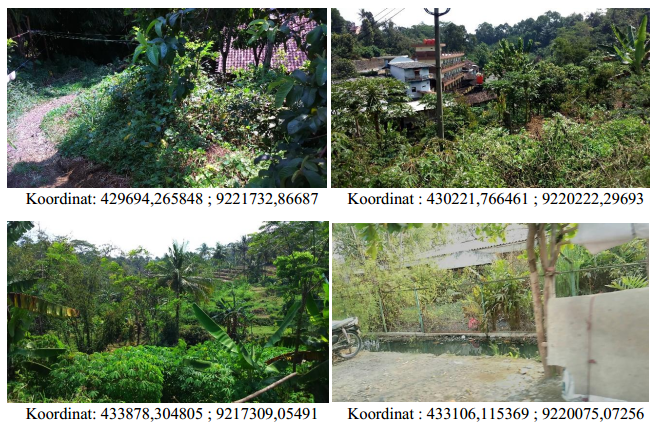 Koordinat: 429694,265848 ; 9221732,86687
Koordinat : 430221,766461 ; 9220222,29693
Koordinat: 433878,304805 ; 9217309,05491
Koordinat : 433106,115369 ; 9220075,07256